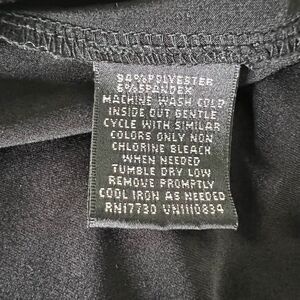 94%POLYESTER
6%SPANDEX
MACHINE WASH COLD
INSIDE OUT GENTLE
CYCLE WITH SIMILAR
COLORS ONLY NON
CHLORINE BLEACH
WHEN NEEDED
TUMBLE DRY LOW
REMOVE PROMPTLY
COOL IRON AS NEEDED
RN17730 VN1110834